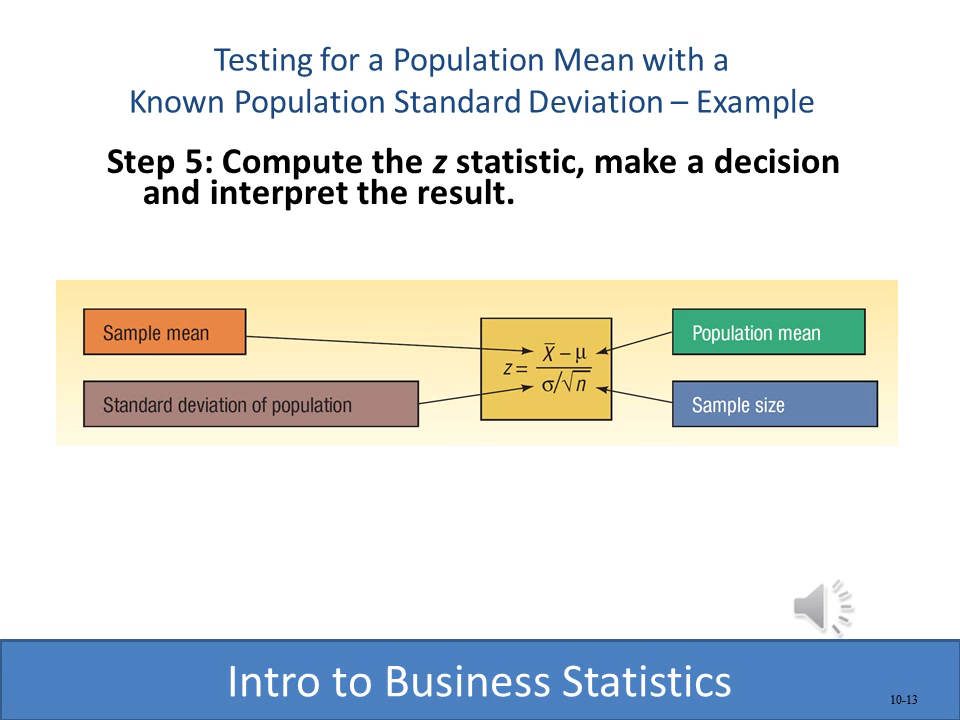 Testing for a Population Mean with a
Known Population Standard Deviation – Example
Step 5: Compute the z statistic, make a decision
and interpret the result.
Sample mean
Population mean
z = X̄ − μ
σ/√n
Standard deviation of population
Sample size
Intro to Business Statistics
10-13